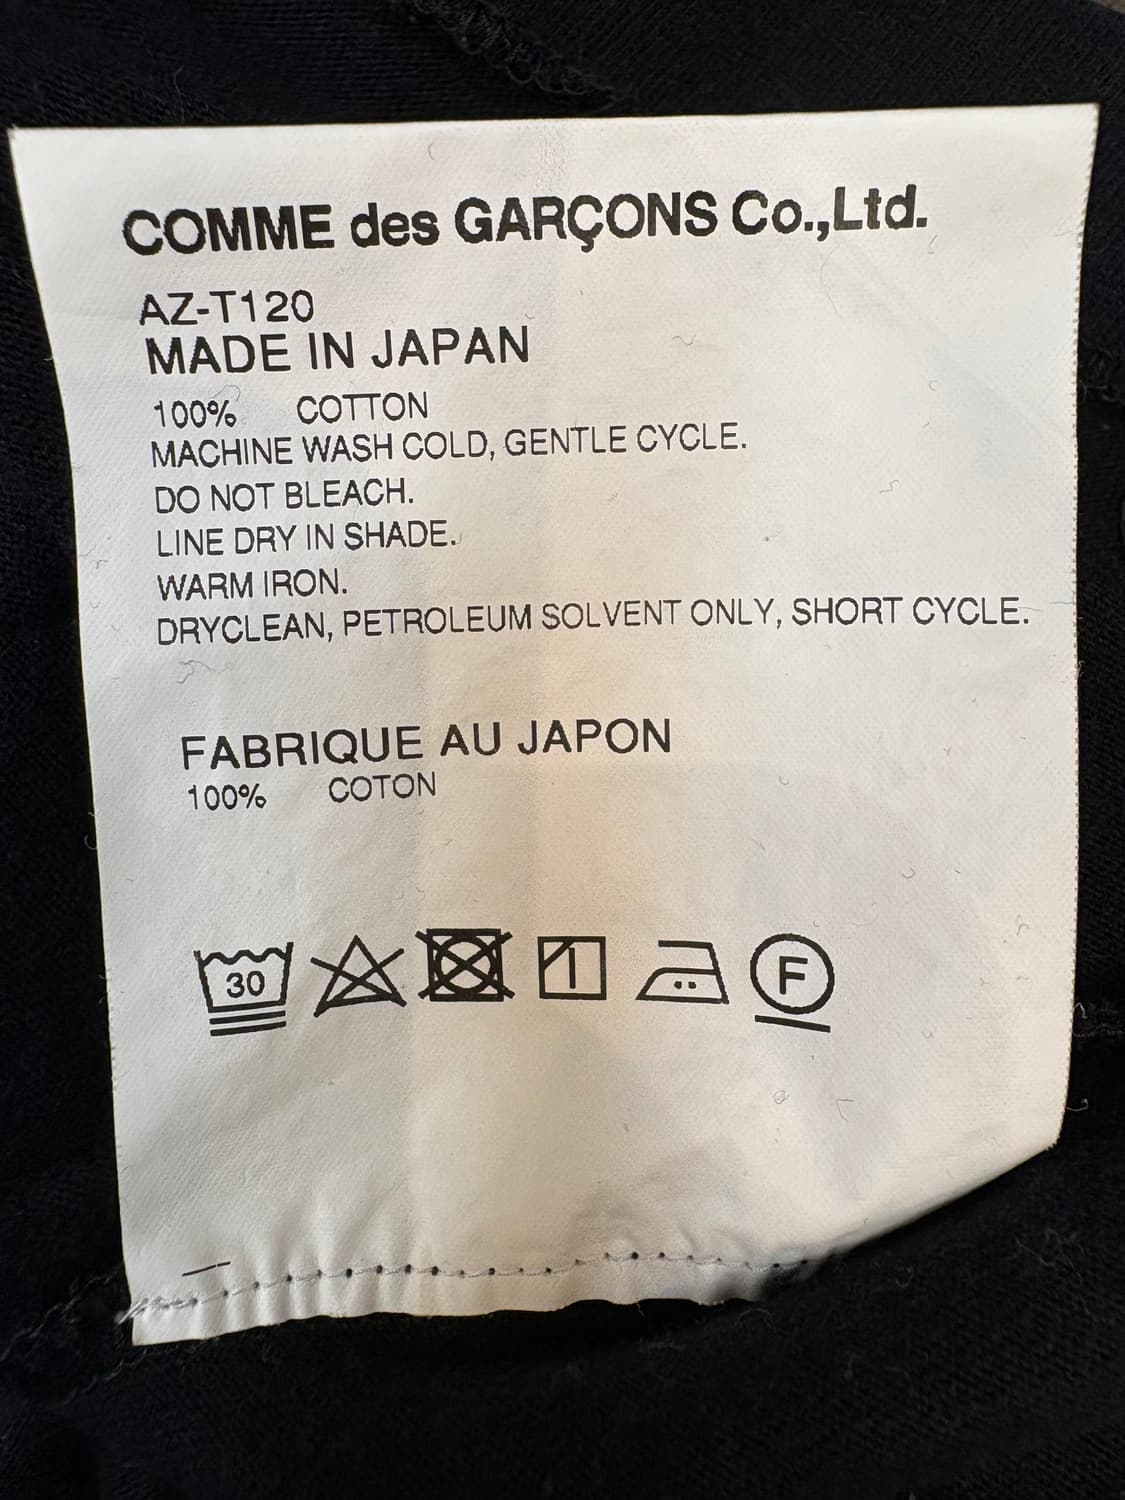 COMME des GARÇONS Co.,Ltd.
AZ-T120
MADE IN JAPAN
100% COTTON
MACHINE WASH COLD, GENTLE CYCLE.
DO NOT BLEACH.
LINE DRY IN SHADE.
WARM IRON.
DRYCLEAN, PETROLEUM SOLVENT ONLY, SHORT CYCLE.
FABRIQUE AU JAPON
100% COTON
30 F